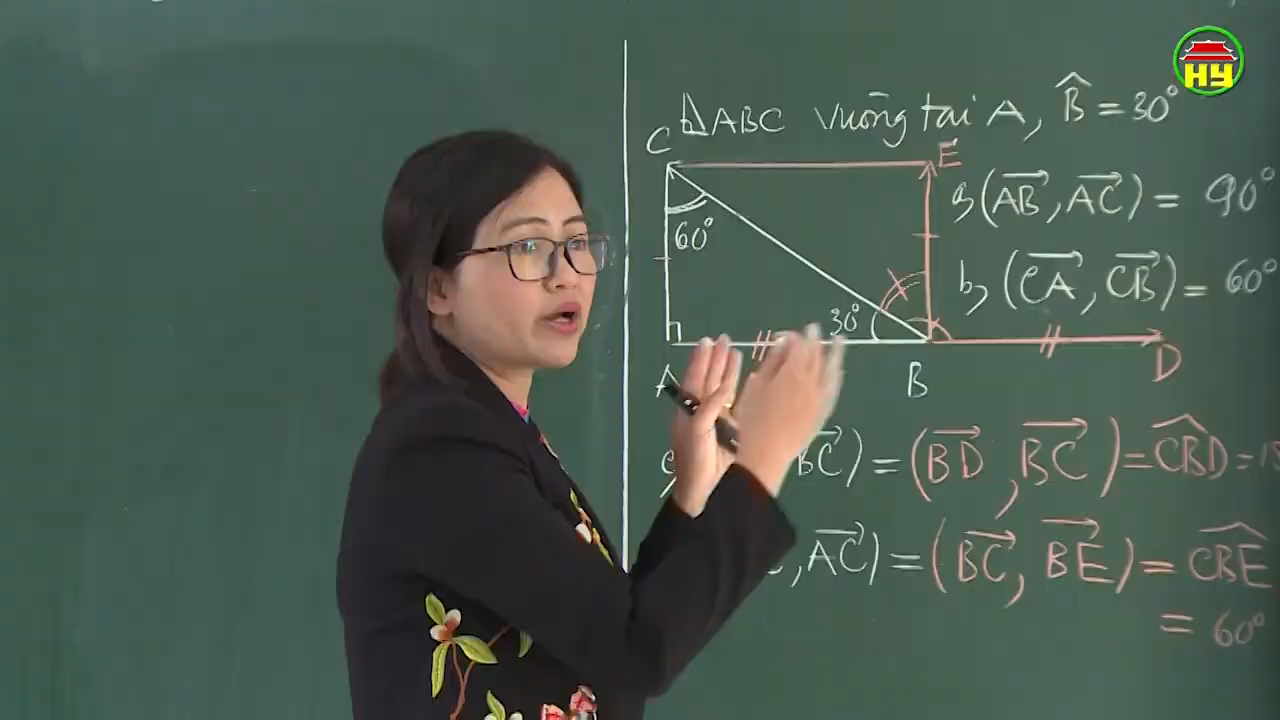 HY
△ABC vuông tại A, B̂ = 30°
C
E
a) (AB⃗, AC⃗) = 90°
60°
b) (CA⃗, CB⃗) = 60°
30°
A
B
D
BC⃗) = (BD⃗, BC⃗) = CBD̂ =
, AC⃗) = (BC⃗, BE⃗) = CBÊ
= 60°